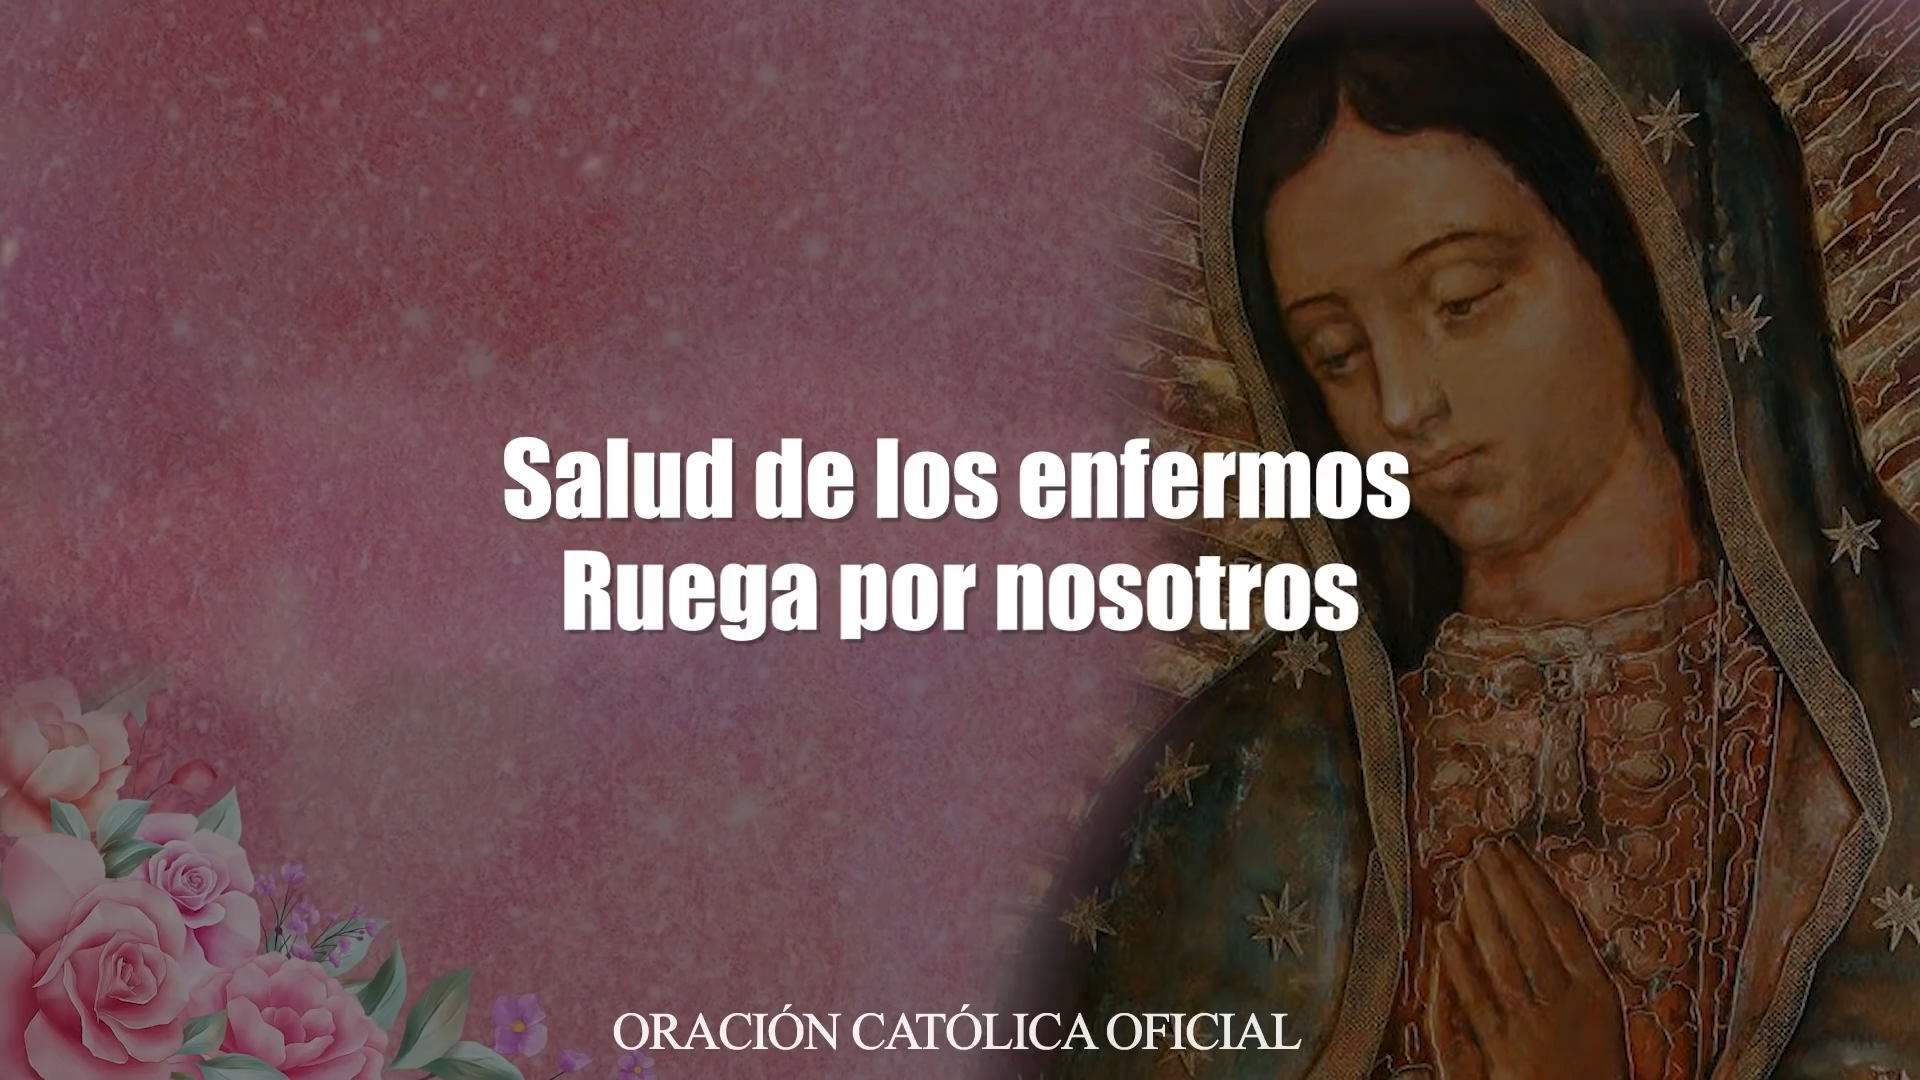 Salud de los enfermos
Ruega por nosotros
ORACIÓN CATÓLICA OFICIAL